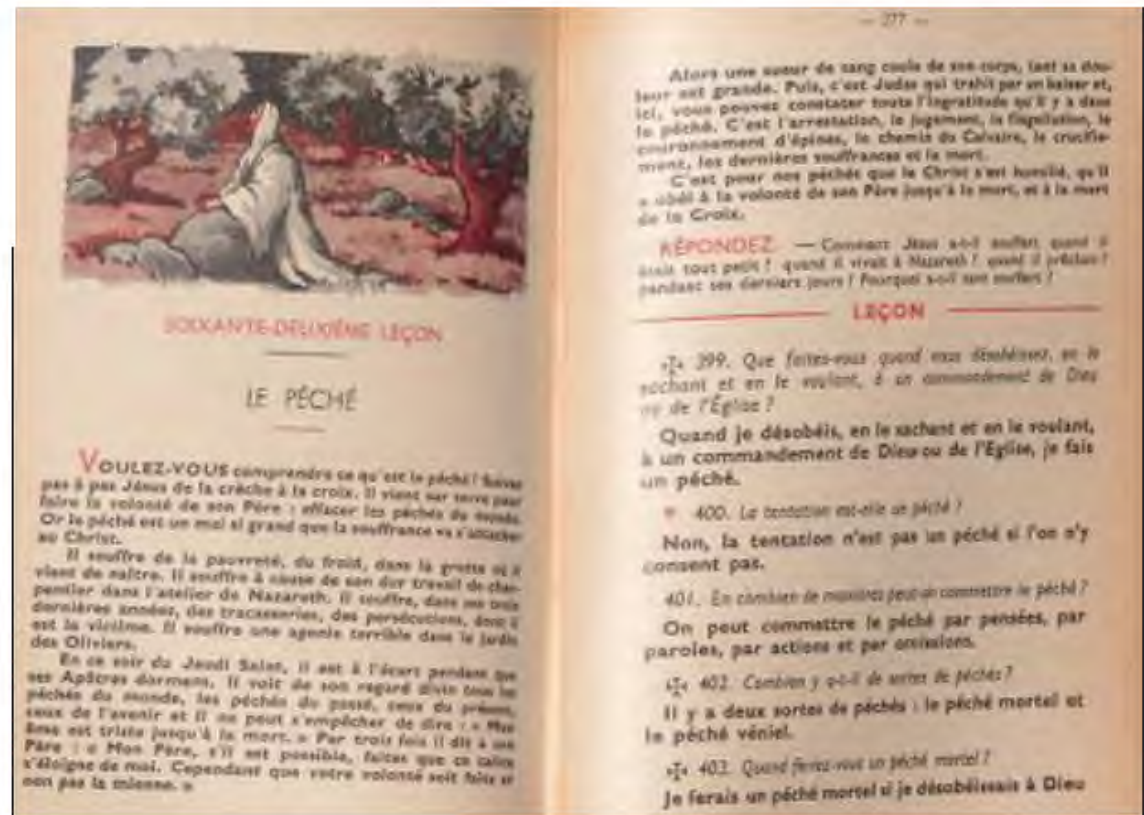 SOIXANTE-DEUXIÈME LEÇON
LE PÉCHÉ
VOULEZ-VOUS comprendre ce qu'est le péché ? Suivez
pas à pas Jésus de la crèche à la croix. Il vient sur terre pour
faire la volonté de son Père : effacer les péchés du monde.
Or le péché est un mal si grand que la souffrance va s'attacher
au Christ.
Il souffre de la pauvreté, du froid, dans la grotte où il
vient de naître. Il souffre à cause de son dur travail de char-
pentier dans l'atelier de Nazareth. Il souffre, dans ses trois
dernières années, des tracasseries, des persécutions, dont il
est la victime. Il souffre une agonie terrible dans le jardin
des Oliviers.
En ce soir du Jeudi Saint, il est à l'écart pendant que
ses Apôtres dorment. Il voit de son regard divin tous les
péchés du monde, les péchés du passé, ceux du présent,
ceux de l'avenir et il ne peut s'empêcher de dire : « Mon
âme est triste jusqu'à la mort. » Par trois fois il dit à son
Père : « Mon Père, s'il est possible, faites que ce calice
s'éloigne de moi. Cependant que votre volonté soit faite et
non pas la mienne. »
— 277 —
Alors une sueur de sang coule de son corps, tant sa dou-
leur est grande. Puis, c'est Judas qui trahit par un baiser et,
ici, vous pouvez constater toute l'ingratitude qu'il y a dans
le péché. C'est l'arrestation, le jugement, la flagellation, le
couronnement d'épines, le chemin du Calvaire, le crucifie-
ment, les dernières souffrances et la mort.
C'est pour nos péchés que le Christ s'est humilié, qu'il
a obéi à la volonté de son Père jusqu'à la mort, et à la mort
de la Croix.
RÉPONDEZ. — Comment Jésus a-t-il souffert quand il
était tout petit ? quand il vivait à Nazareth ? quand il prêchait ?
pendant ses derniers jours ? Pourquoi a-t-il tant souffert ?
LEÇON
399. Que faites-vous quand vous désobéissez, en le
sachant et en le voulant, à un commandement de Dieu
ou de l'Église ?
Quand je désobéis, en le sachant et en le voulant,
à un commandement de Dieu ou de l'Église, je fais
un péché.
400. La tentation est-elle un péché ?
Non, la tentation n'est pas un péché si l'on n'y
consent pas.
401. En combien de manières peut-on commettre le péché ?
On peut commettre le péché par pensées, par
paroles, par actions et par omissions.
402. Combien y a-t-il de sortes de péchés ?
Il y a deux sortes de péchés : le péché mortel et
le péché véniel.
403. Quand feriez-vous un péché mortel ?
Je ferais un péché mortel si je désobéissais à Dieu